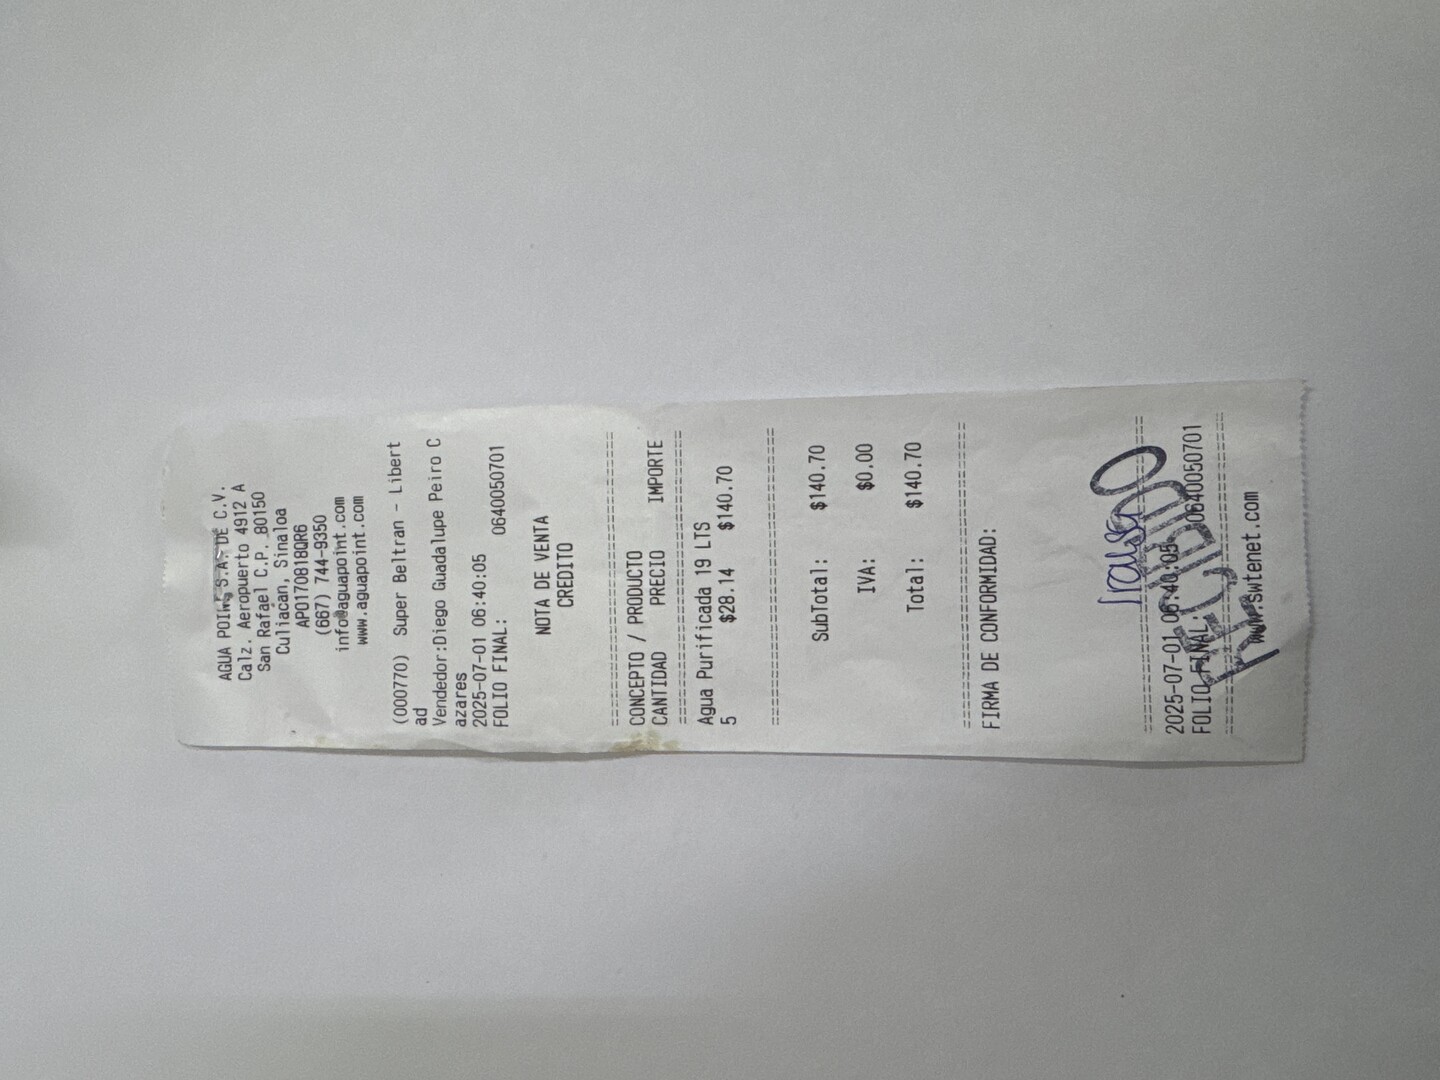 AGUA POINT S.A. DE C.V.
Calz. Aeropuerto 4912 A
San Rafael C.P. 80150
Culiacan, Sinaloa
APO170818QR6
(667) 744-9350
info@aguapoint.com
www.aguapoint.com
(000770) Super Beltran - Libert
ad
Vendedor:Diego Guadalupe Peiro C
azares
2025-07-01 06:40:05
FOLIO FINAL: 0640050701
NOTA DE VENTA
CREDITO
================================
CONCEPTO / PRODUCTO
CANTIDAD PRECIO IMPORTE
================================
Agua Purificada 19 LTS
5 $28.14 $140.70
================================
SubTotal: $140.70
IVA: $0.00
Total: $140.70
================================
FIRMA DE CONFORMIDAD:
================================
2025-07-01 06:40:05
FOLIO FINAL: 0640050701
RECIBIDO
================================
www.swtenet.com